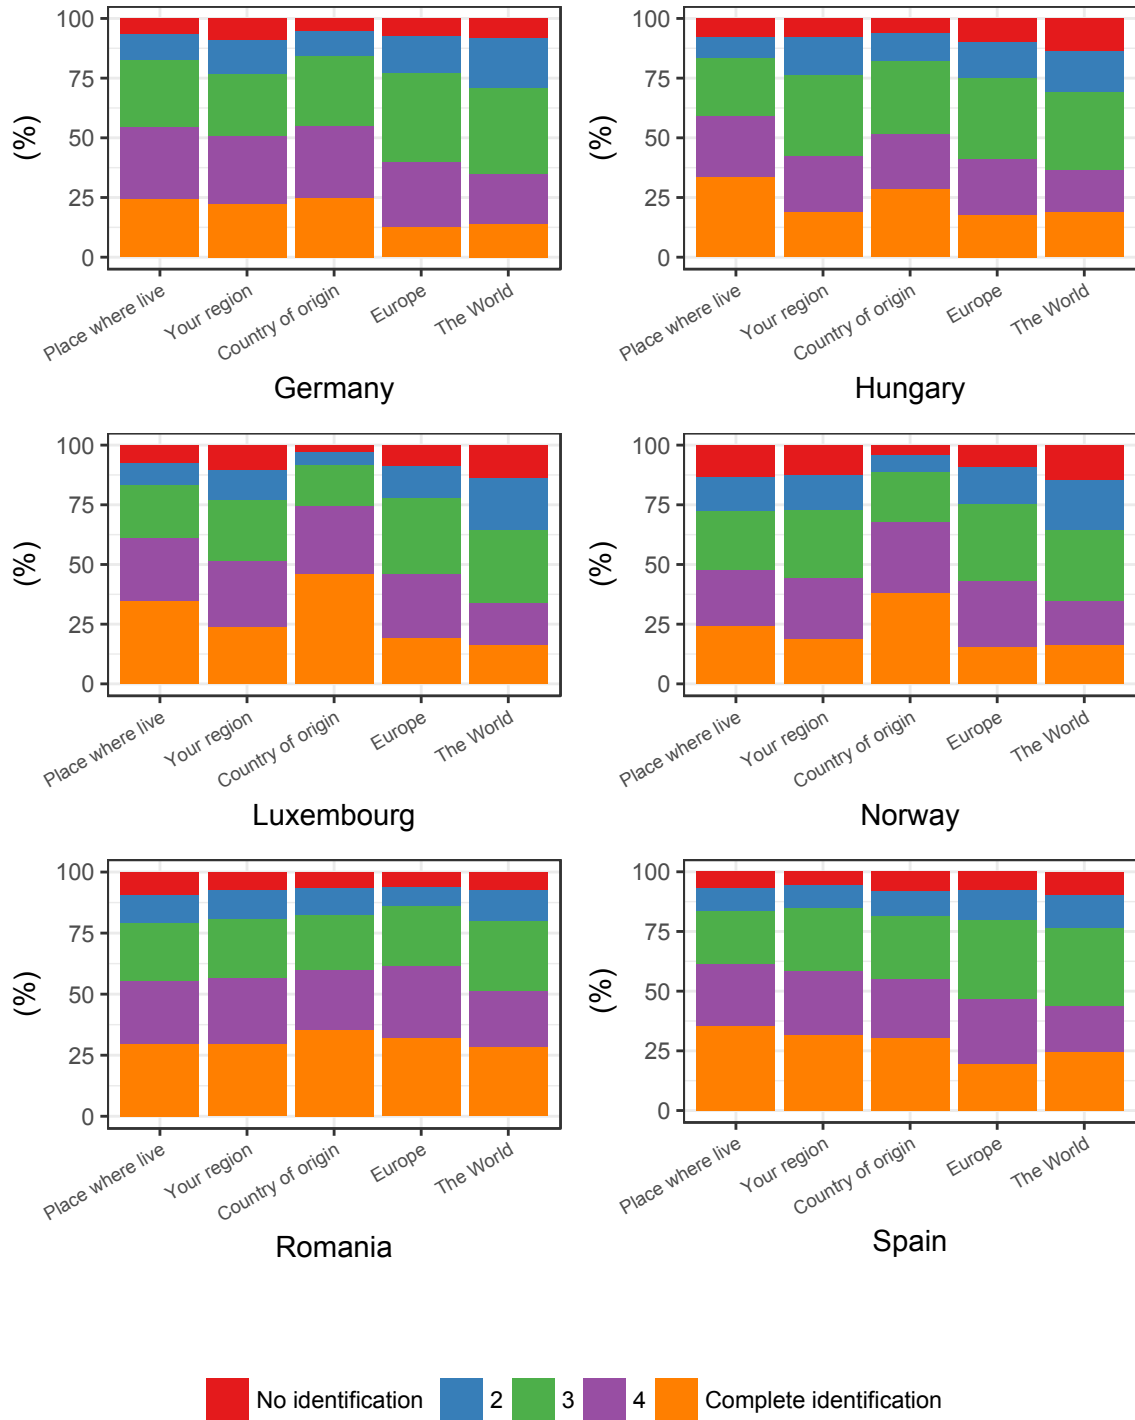 100
75
50
25
0
(%)
Place where live
Your region
Country of origin
Europe
The World
Germany
100
75
50
25
0
(%)
Place where live
Your region
Country of origin
Europe
The World
Hungary
100
75
50
25
0
(%)
Place where live
Your region
Country of origin
Europe
The World
Luxembourg
100
75
50
25
0
(%)
Place where live
Your region
Country of origin
Europe
The World
Norway
100
75
50
25
0
(%)
Place where live
Your region
Country of origin
Europe
The World
Romania
100
75
50
25
0
(%)
Place where live
Your region
Country of origin
Europe
The World
Spain
No identification 2 3 4 Complete identification